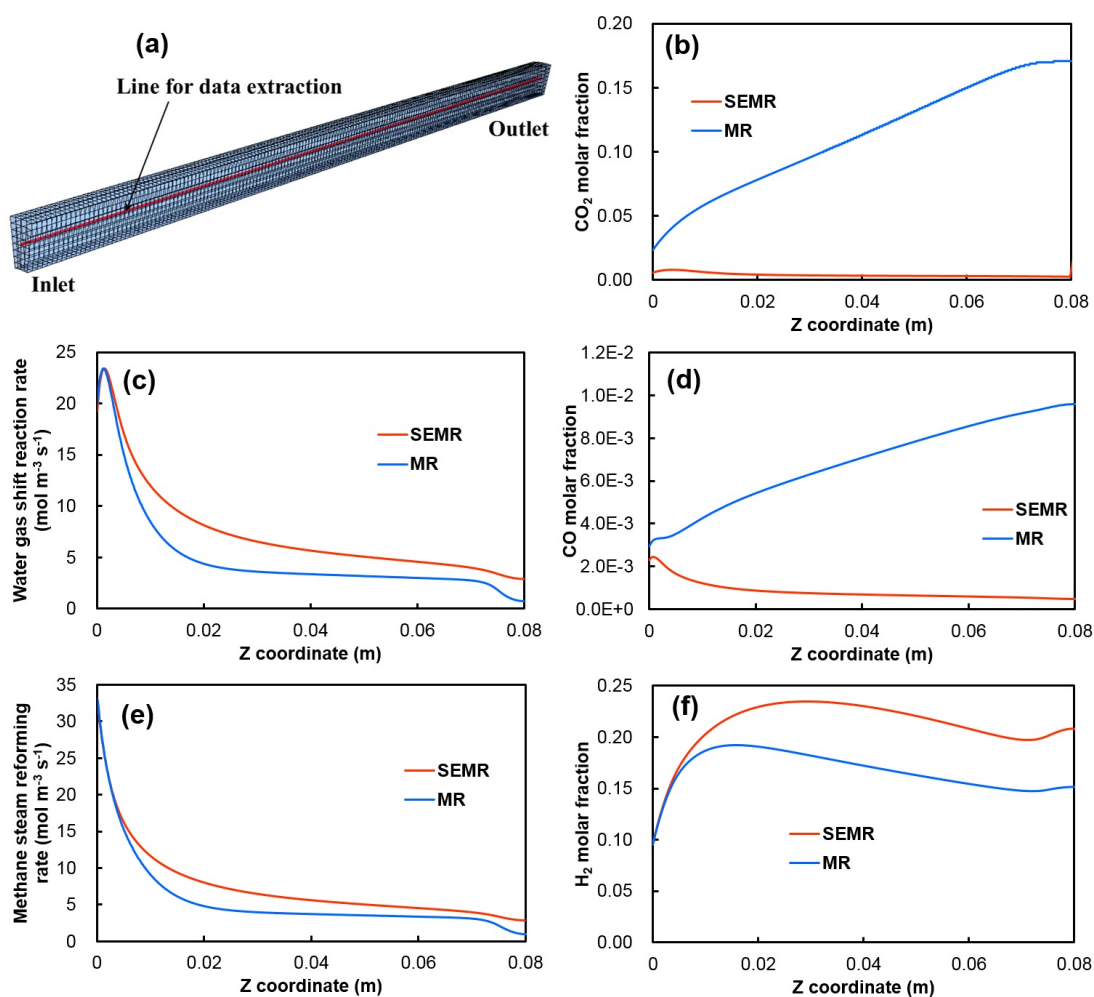 (a)
Line for data extraction
Inlet
Outlet
(b)
CO₂ molar fraction
0.20
0.15
0.10
0.05
0.00
SEMR
MR
0
0.02
0.04
0.06
0.08
Z coordinate (m)
(c)
Water gas shift reaction rate
(mol m⁻³ s⁻¹)
25
20
15
10
5
0
SEMR
MR
0
0.02
0.04
0.06
0.08
Z coordinate (m)
(d)
CO molar fraction
1.2E-2
1.0E-2
8.0E-3
6.0E-3
4.0E-3
2.0E-3
0.0E+0
SEMR
MR
0
0.02
0.04
0.06
0.08
Z coordinate (m)
(e)
Methane steam reforming
rate (mol m⁻³ s⁻¹)
35
30
25
20
15
10
5
0
SEMR
MR
0
0.02
0.04
0.06
0.08
Z coordinate (m)
(f)
H₂ molar fraction
0.25
0.20
0.15
0.10
0.05
0.00
SEMR
MR
0
0.02
0.04
0.06
0.08
Z coordinate (m)